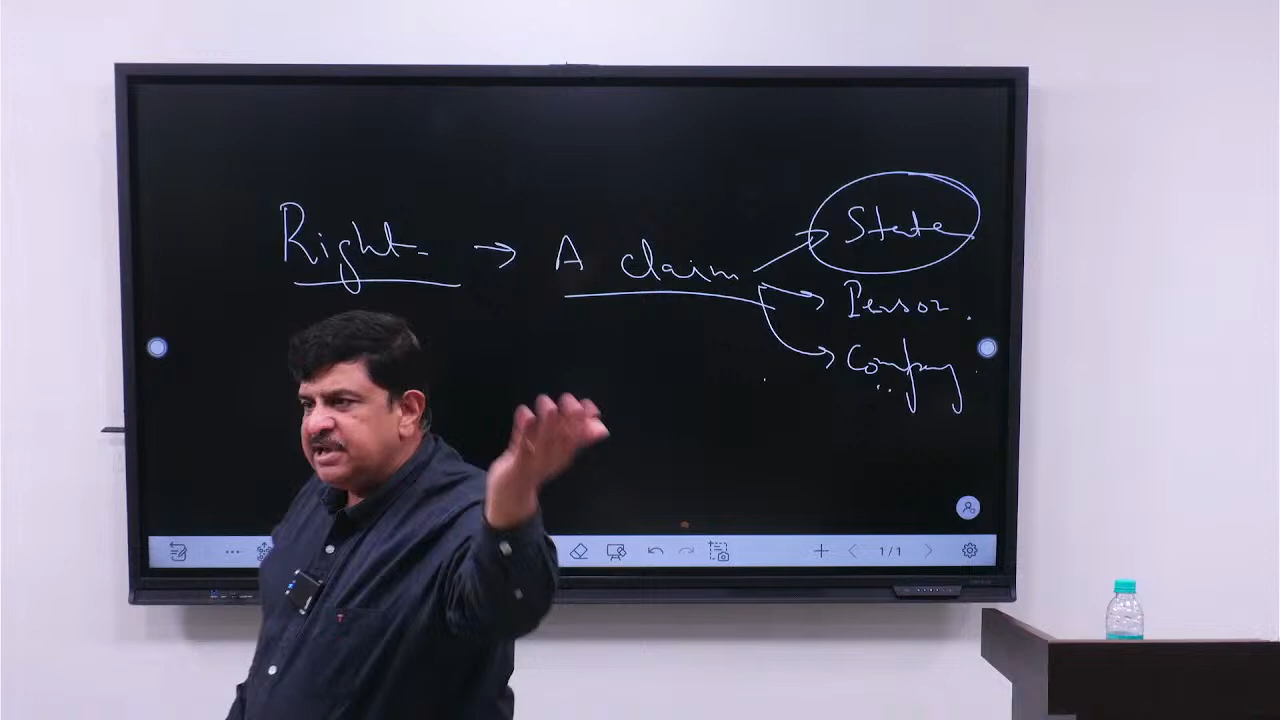 Right → A claim → State
→ Person.
→ Company
1/1